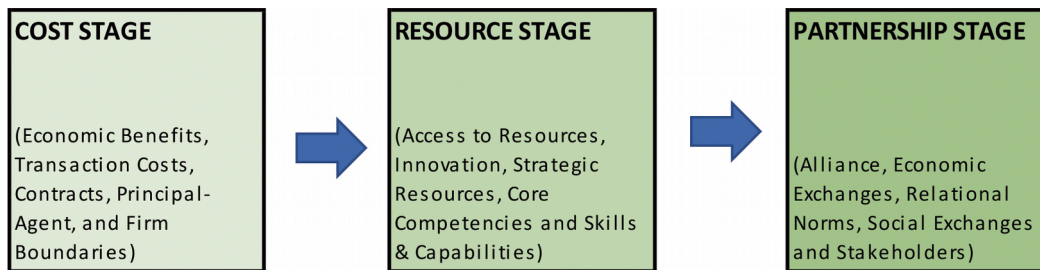 COST STAGE
(Economic Benefits,
Transaction Costs,
Contracts, Principal-
Agent, and Firm
Boundaries)
RESOURCE STAGE
(Access to Resources,
Innovation, Strategic
Resources, Core
Competencies and Skills
& Capabilities)
PARTNERSHIP STAGE
(Alliance, Economic
Exchanges, Relational
Norms, Social Exchanges
and Stakeholders)